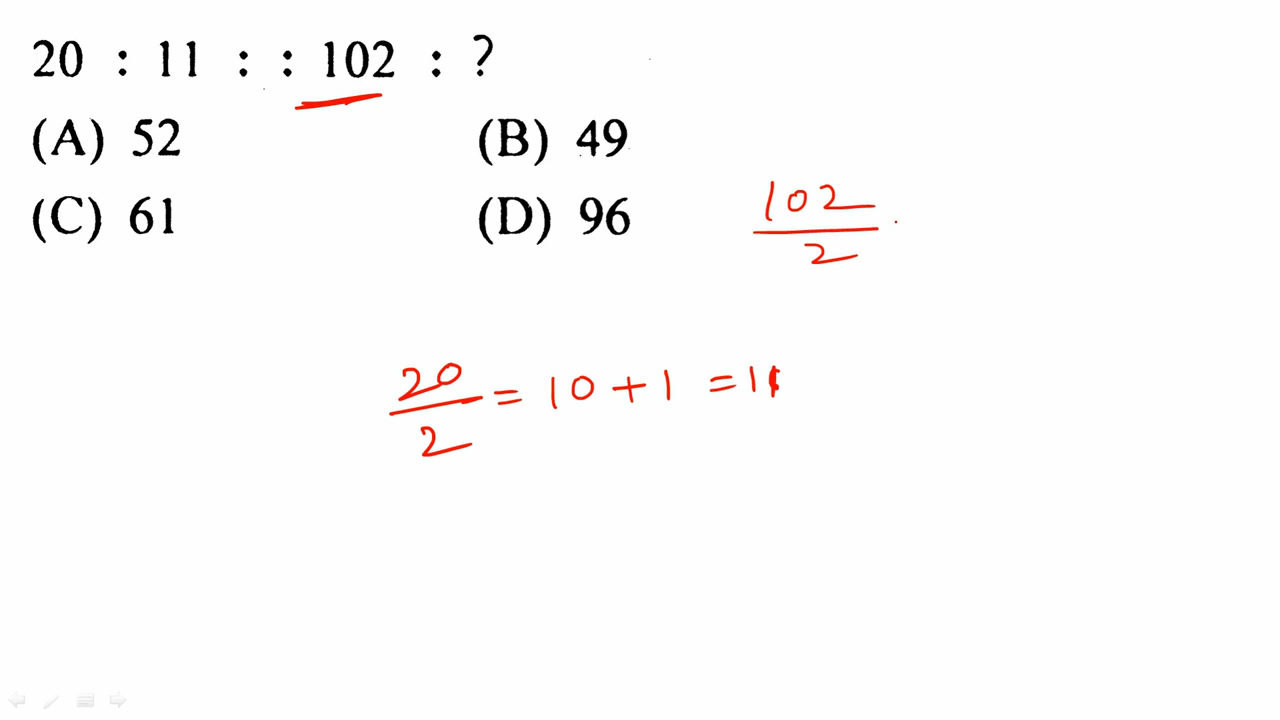 20 : 11 : : 102 : ?
(A) 52 (B) 49
(C) 61 (D) 96
102
2
20
2
= 10 + 1 = 11